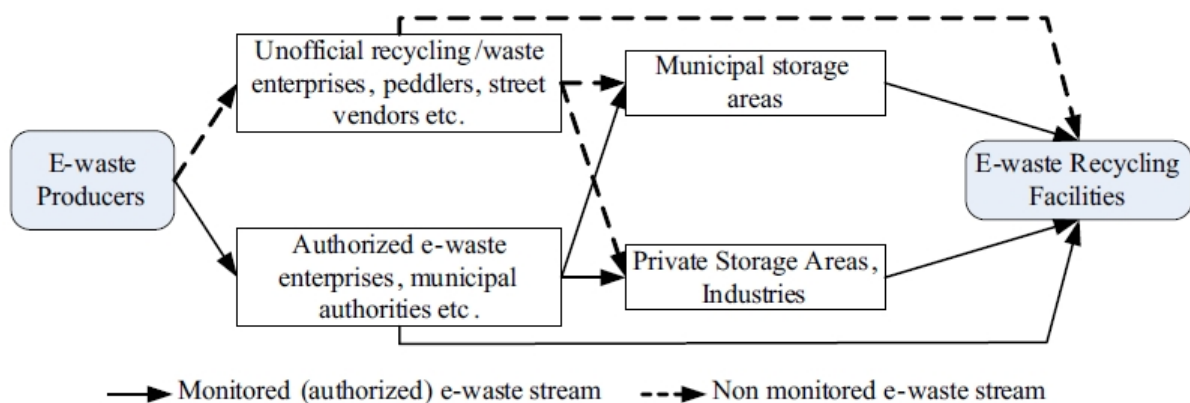 Unofficial recycling/waste
enterprises, peddlers, street
vendors etc.
Municipal storage
areas
E-waste
Producers
E-waste Recycling
Facilities
Authorized e-waste
enterprises, municipal
authorities etc.
Private Storage Areas,
Industries
Monitored (authorized) e-waste stream
Non monitored e-waste stream